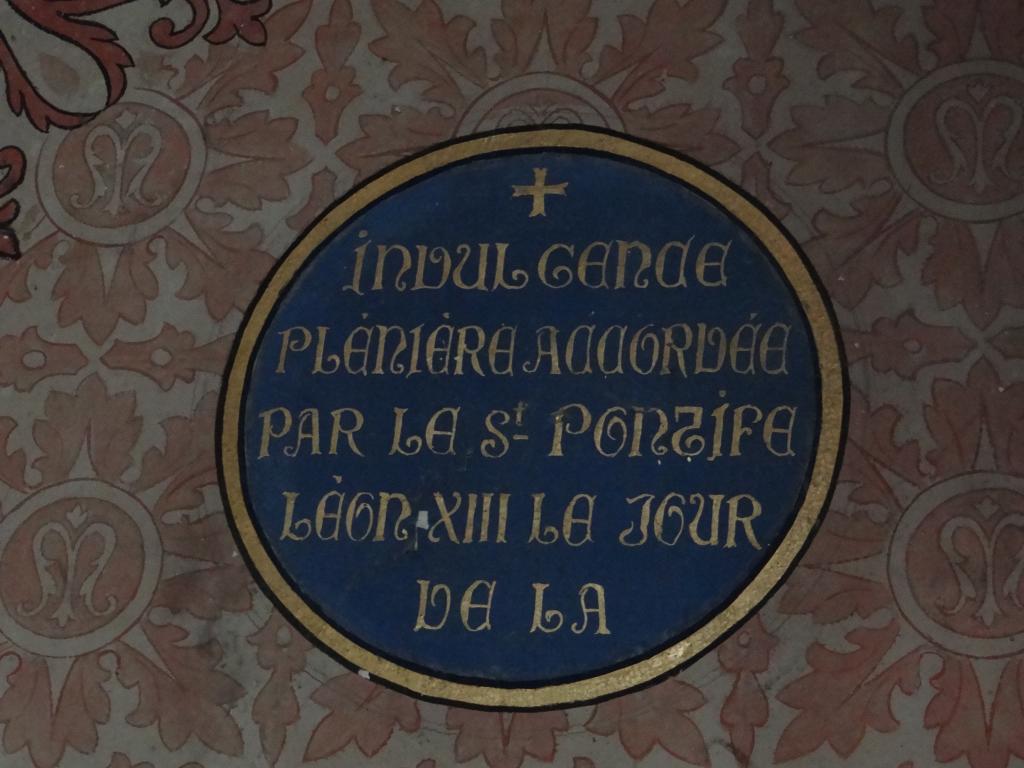 INDULGENCE
PLÉNIÈRE ACCORDÉE
PAR LE St PONTIFE
LÉON XIII LE JOUR
DE LA